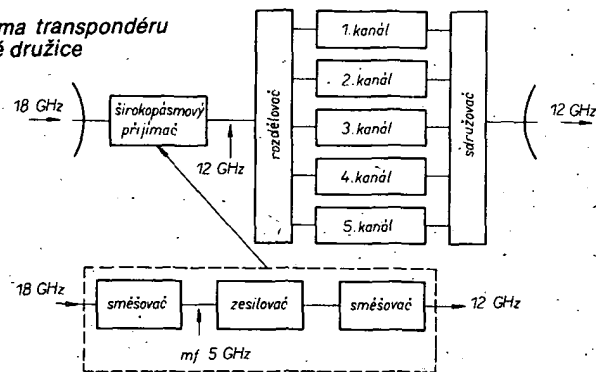 ma transpondéru
é družice
18 GHz
širokopásmový
přijímač
12 GHz
rozdělovač
1. kanál
2. kanál
3. kanál
4. kanál
5. kanál
sdružovač
12 GHz
18 GHz
směšovač
mf 5 GHz
zesilovač
směšovač
12 GHz